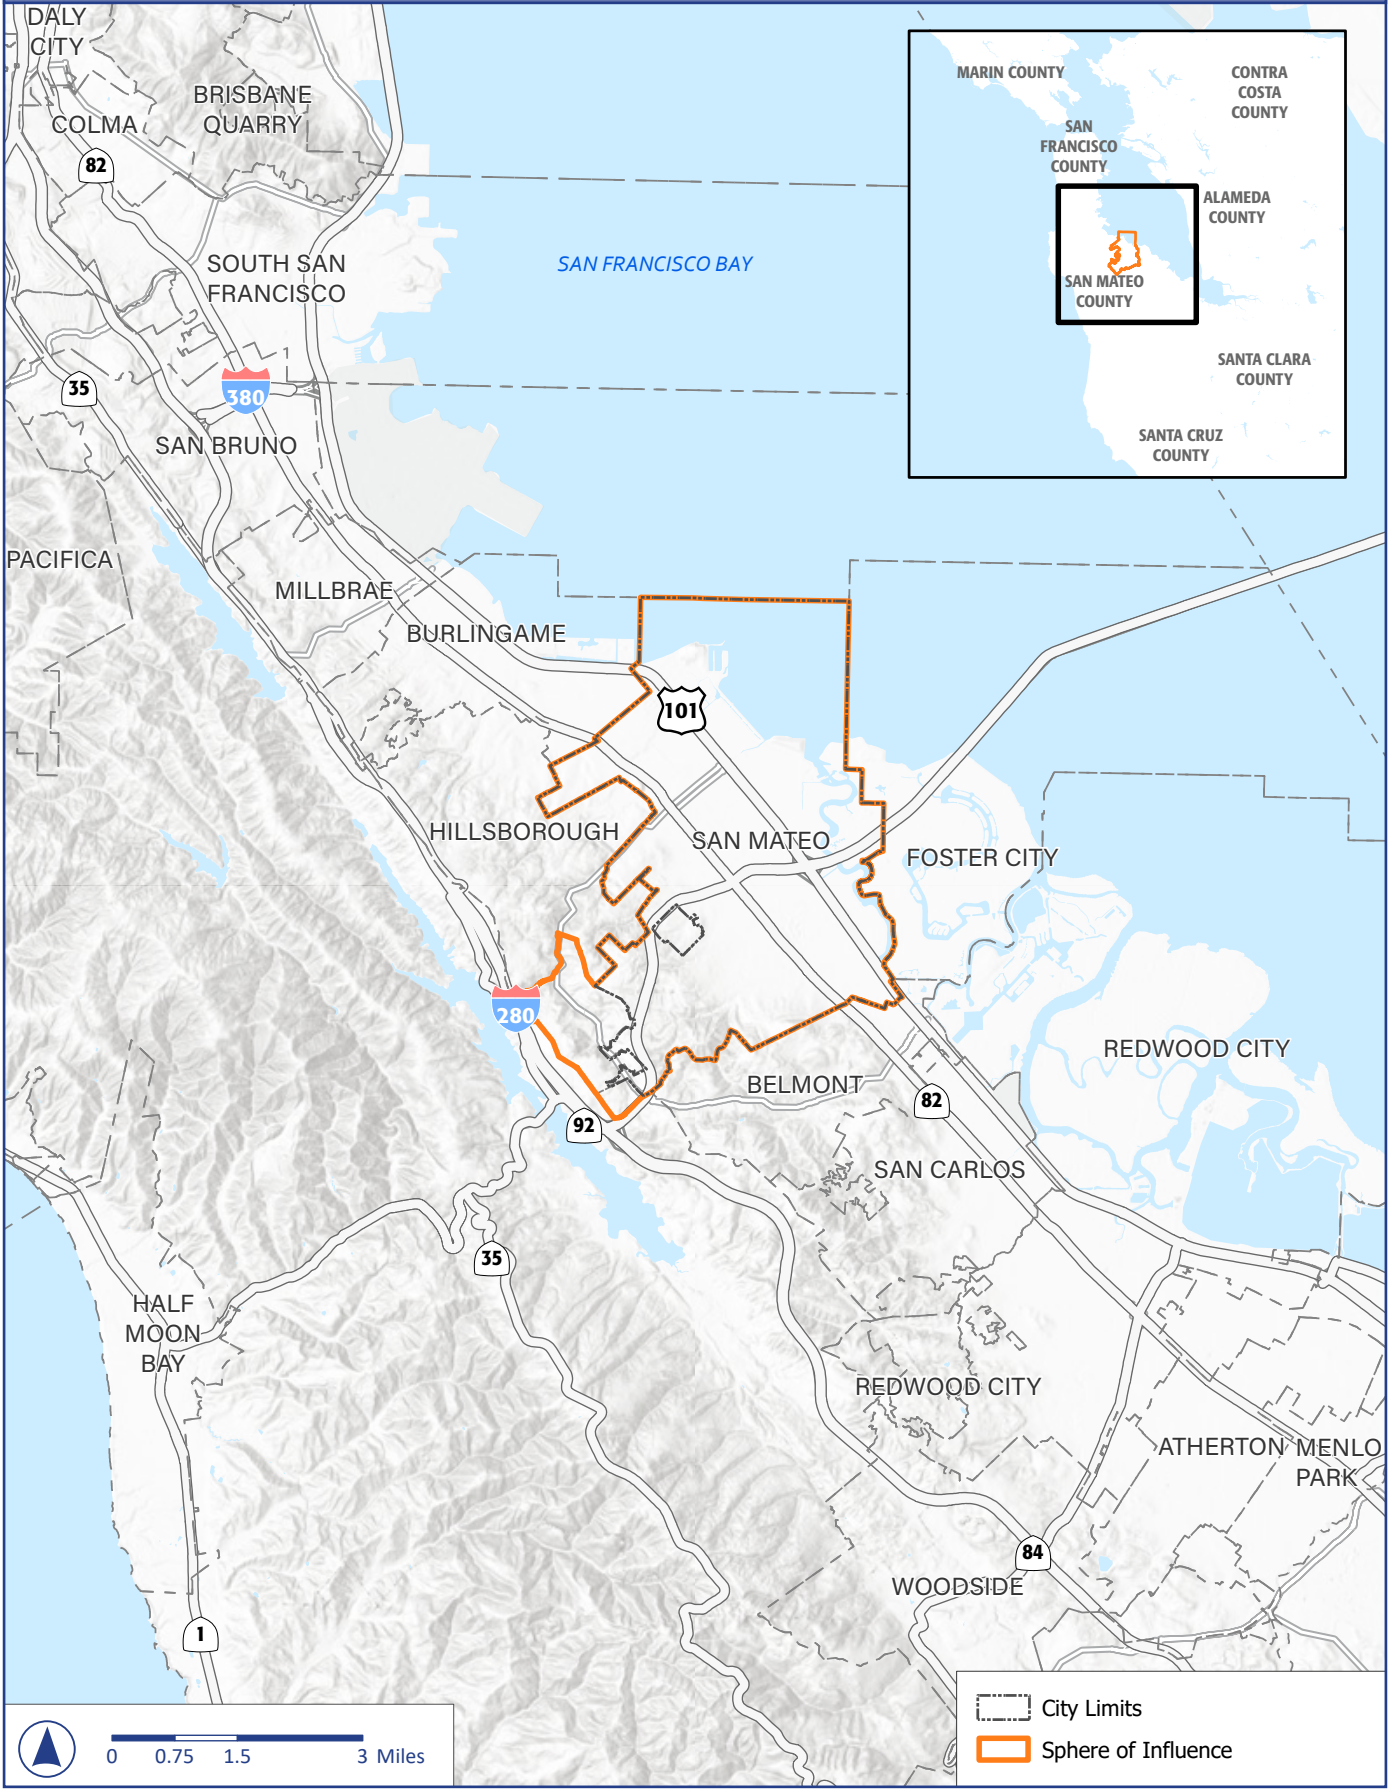 DALY
CITY
BRISBANE
QUARRY
COLMA
82
SOUTH SAN
FRANCISCO
SAN FRANCISCO BAY
MARIN COUNTY
CONTRA
COSTA
COUNTY
SAN
FRANCISCO
COUNTY
ALAMEDA
COUNTY
SAN MATEO
COUNTY
SANTA CLARA
COUNTY
SANTA CRUZ
COUNTY
35
380
SAN BRUNO
PACIFICA
MILLBRAE
BURLINGAME
101
HILLSBOROUGH
SAN MATEO
FOSTER CITY
280
REDWOOD CITY
BELMONT
82
92
SAN CARLOS
35
HALF
MOON
BAY
REDWOOD CITY
ATHERTON
MENLO
PARK
84
WOODSIDE
1
0 0.75 1.5 3 Miles
City Limits
Sphere of Influence